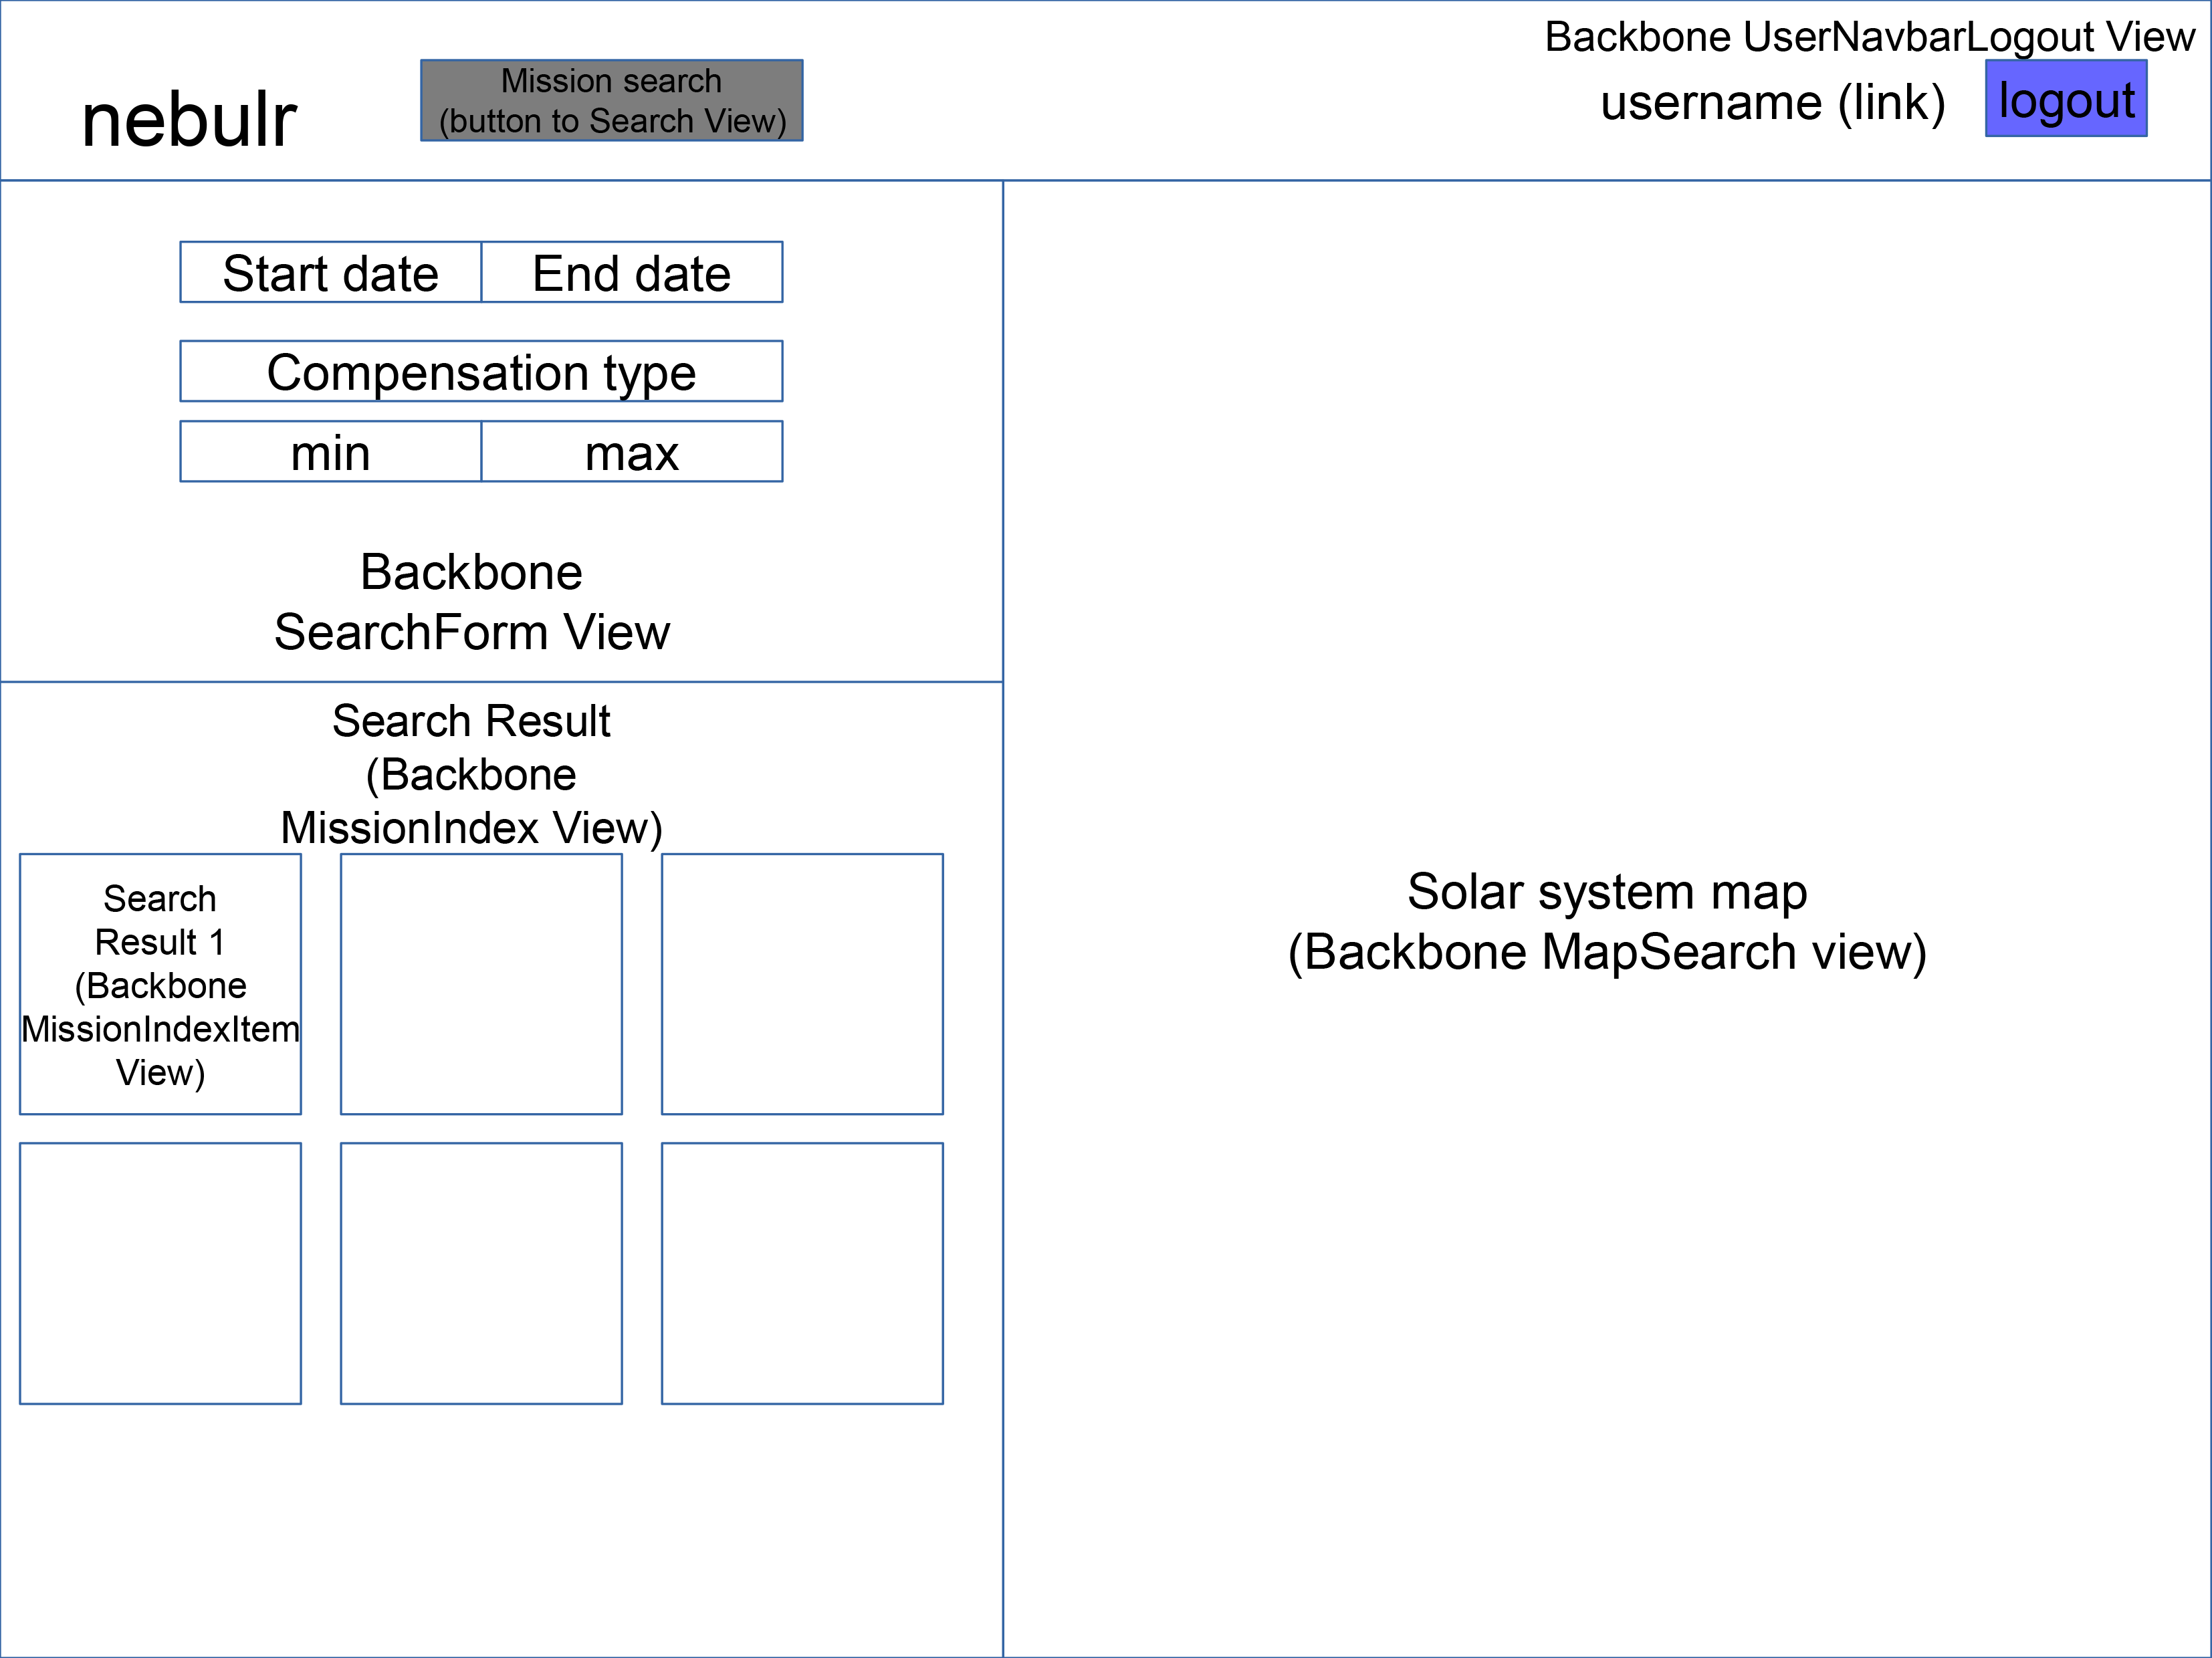 Backbone UserNavbarLogout View
nebulr
Mission search
(button to Search View)
username (link)
logout
Start date
End date
Compensation type
min
max
Backbone
SearchForm View
Search Result
(Backbone
MissionIndex View)
Search
Result 1
(Backbone
MissionIndexItem
View)
Solar system map
(Backbone MapSearch view)